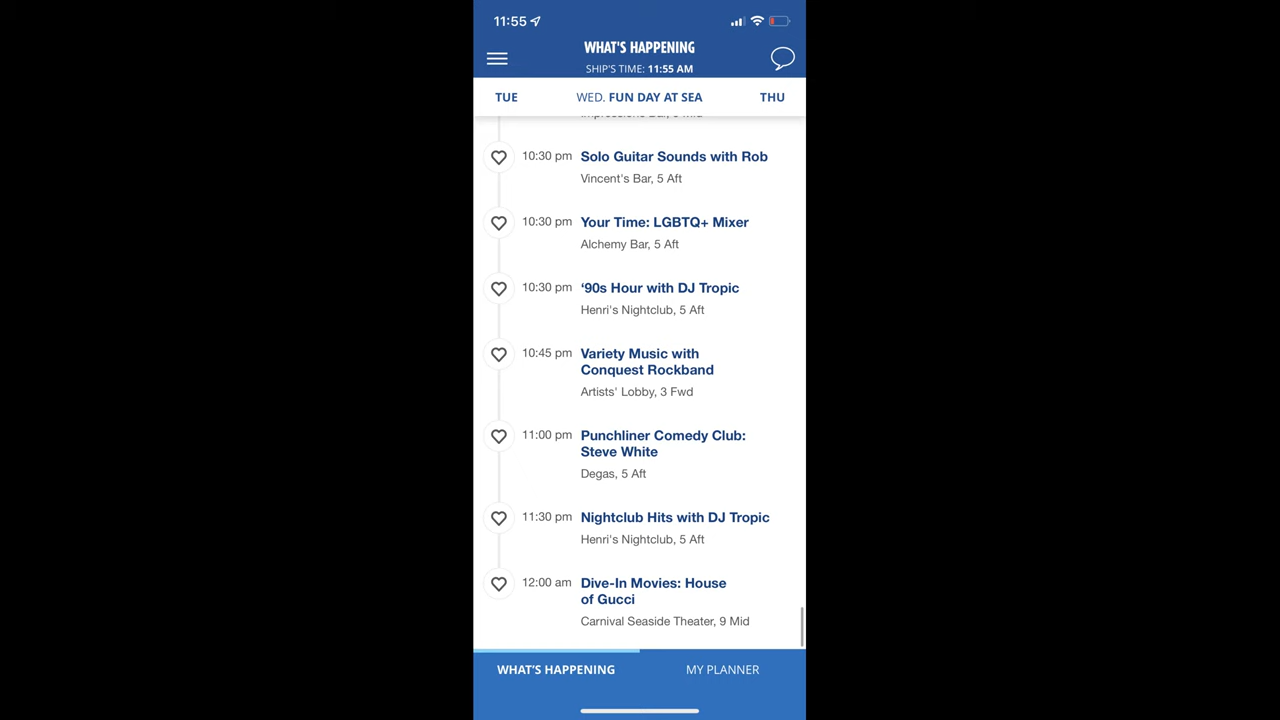 11:55
WHAT'S HAPPENING
SHIP'S TIME: 11:55 AM
TUE
WED. FUN DAY AT SEA
THU
10:30 pm
Solo Guitar Sounds with Rob
Vincent's Bar, 5 Aft
10:30 pm
Your Time: LGBTQ+ Mixer
Alchemy Bar, 5 Aft
10:30 pm
‘90s Hour with DJ Tropic
Henri's Nightclub, 5 Aft
10:45 pm
Variety Music with
Conquest Rockband
Artists' Lobby, 3 Fwd
11:00 pm
Punchliner Comedy Club:
Steve White
Degas, 5 Aft
11:30 pm
Nightclub Hits with DJ Tropic
Henri's Nightclub, 5 Aft
12:00 am
Dive-In Movies: House
of Gucci
Carnival Seaside Theater, 9 Mid
WHAT'S HAPPENING
MY PLANNER